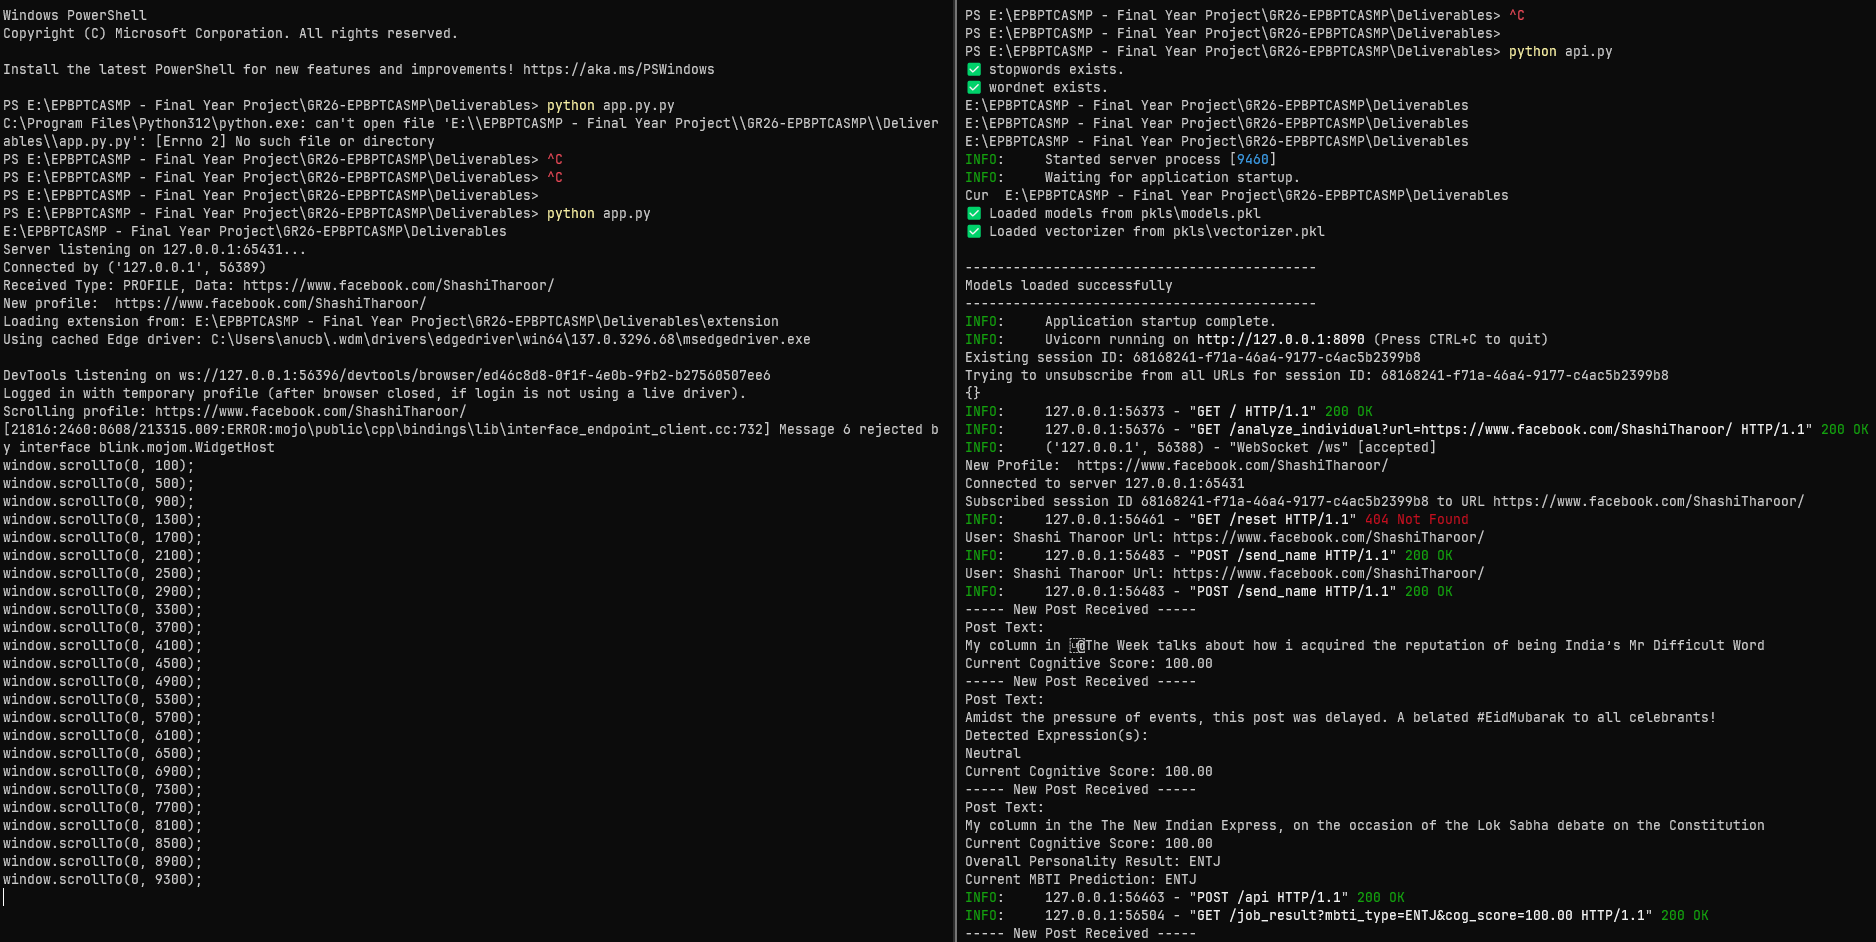 Windows PowerShell
Copyright (C) Microsoft Corporation. All rights reserved.
Install the latest PowerShell for new features and improvements! https://aka.ms/PSWindows
PS E:\EPBPTCASMP - Final Year Project\GR26-EPBPTCASMP\Deliverables> python app.py.py
C:\Program Files\Python312\python.exe: can't open file 'E:\\EPBPTCASMP - Final Year Project\\GR26-EPBPTCASMP\\Deliver
ables\\app.py.py': [Errno 2] No such file or directory
PS E:\EPBPTCASMP - Final Year Project\GR26-EPBPTCASMP\Deliverables> ^C
PS E:\EPBPTCASMP - Final Year Project\GR26-EPBPTCASMP\Deliverables> ^C
PS E:\EPBPTCASMP - Final Year Project\GR26-EPBPTCASMP\Deliverables>
PS E:\EPBPTCASMP - Final Year Project\GR26-EPBPTCASMP\Deliverables> python app.py
E:\EPBPTCASMP - Final Year Project\GR26-EPBPTCASMP\Deliverables
Server listening on 127.0.0.1:65431...
Connected by ('127.0.0.1', 56389)
Received Type: PROFILE, Data: https://www.facebook.com/ShashiTharoor/
New profile:  https://www.facebook.com/ShashiTharoor/
Loading extension from: E:\EPBPTCASMP - Final Year Project\GR26-EPBPTCASMP\Deliverables\extension
Using cached Edge driver: C:\Users\anucb\.wdm\drivers\edgedriver\win64\137.0.3296.68\msedgedriver.exe
DevTools listening on ws://127.0.0.1:56396/devtools/browser/ed46c8d8-0f1f-4e0b-9fb2-b27560507ee6
Logged in with temporary profile (after browser closed, if login is not using a live driver).
Scrolling profile: https://www.facebook.com/ShashiTharoor/
[21816:2460:0608/213315.009:ERROR:mojo\public\cpp\bindings\lib\interface_endpoint_client.cc:732] Message 6 rejected b
y interface blink.mojom.WidgetHost
window.scrollTo(0, 100);
window.scrollTo(0, 500);
window.scrollTo(0, 900);
window.scrollTo(0, 1300);
window.scrollTo(0, 1700);
window.scrollTo(0, 2100);
window.scrollTo(0, 2500);
window.scrollTo(0, 2900);
window.scrollTo(0, 3300);
window.scrollTo(0, 3700);
window.scrollTo(0, 4100);
window.scrollTo(0, 4500);
window.scrollTo(0, 4900);
window.scrollTo(0, 5300);
window.scrollTo(0, 5700);
window.scrollTo(0, 6100);
window.scrollTo(0, 6500);
window.scrollTo(0, 6900);
window.scrollTo(0, 7300);
window.scrollTo(0, 7700);
window.scrollTo(0, 8100);
window.scrollTo(0, 8500);
window.scrollTo(0, 8900);
window.scrollTo(0, 9300);
PS E:\EPBPTCASMP - Final Year Project\GR26-EPBPTCASMP\Deliverables> ^C
PS E:\EPBPTCASMP - Final Year Project\GR26-EPBPTCASMP\Deliverables>
PS E:\EPBPTCASMP - Final Year Project\GR26-EPBPTCASMP\Deliverables> python api.py
✅ stopwords exists.
✅ wordnet exists.
E:\EPBPTCASMP - Final Year Project\GR26-EPBPTCASMP\Deliverables
E:\EPBPTCASMP - Final Year Project\GR26-EPBPTCASMP\Deliverables
E:\EPBPTCASMP - Final Year Project\GR26-EPBPTCASMP\Deliverables
INFO:     Started server process [9460]
INFO:     Waiting for application startup.
Cur  E:\EPBPTCASMP - Final Year Project\GR26-EPBPTCASMP\Deliverables
✅ Loaded models from pkls\models.pkl
✅ Loaded vectorizer from pkls\vectorizer.pkl
--------------------------------------------
Models loaded successfully
--------------------------------------------
INFO:     Application startup complete.
INFO:     Uvicorn running on http://127.0.0.1:8090 (Press CTRL+C to quit)
Existing session ID: 68168241-f71a-46a4-9177-c4ac5b2399b8
Trying to unsubscribe from all URLs for session ID: 68168241-f71a-46a4-9177-c4ac5b2399b8
{}
INFO:     127.0.0.1:56373 - "GET / HTTP/1.1" 200 OK
INFO:     127.0.0.1:56376 - "GET /analyze_individual?url=https://www.facebook.com/ShashiTharoor/ HTTP/1.1" 200 OK
INFO:     ('127.0.0.1', 56388) - "WebSocket /ws" [accepted]
New Profile:  https://www.facebook.com/ShashiTharoor/
Connected to server 127.0.0.1:65431
Subscribed session ID 68168241-f71a-46a4-9177-c4ac5b2399b8 to URL https://www.facebook.com/ShashiTharoor/
INFO:     127.0.0.1:56461 - "GET /reset HTTP/1.1" 404 Not Found
User: Shashi Tharoor Url: https://www.facebook.com/ShashiTharoor/
INFO:     127.0.0.1:56483 - "POST /send_name HTTP/1.1" 200 OK
User: Shashi Tharoor Url: https://www.facebook.com/ShashiTharoor/
INFO:     127.0.0.1:56483 - "POST /send_name HTTP/1.1" 200 OK
----- New Post Received -----
Post Text:
My column in @The Week talks about how i acquired the reputation of being India's Mr Difficult Word
Current Cognitive Score: 100.00
----- New Post Received -----
Post Text:
Amidst the pressure of events, this post was delayed. A belated #EidMubarak to all celebrants!
Detected Expression(s):
Neutral
Current Cognitive Score: 100.00
----- New Post Received -----
Post Text:
My column in the The New Indian Express, on the occasion of the Lok Sabha debate on the Constitution
Current Cognitive Score: 100.00
Overall Personality Result: ENTJ
Current MBTI Prediction: ENTJ
INFO:     127.0.0.1:56463 - "POST /api HTTP/1.1" 200 OK
INFO:     127.0.0.1:56504 - "GET /job_result?mbti_type=ENTJ&cog_score=100.00 HTTP/1.1" 200 OK
----- New Post Received -----